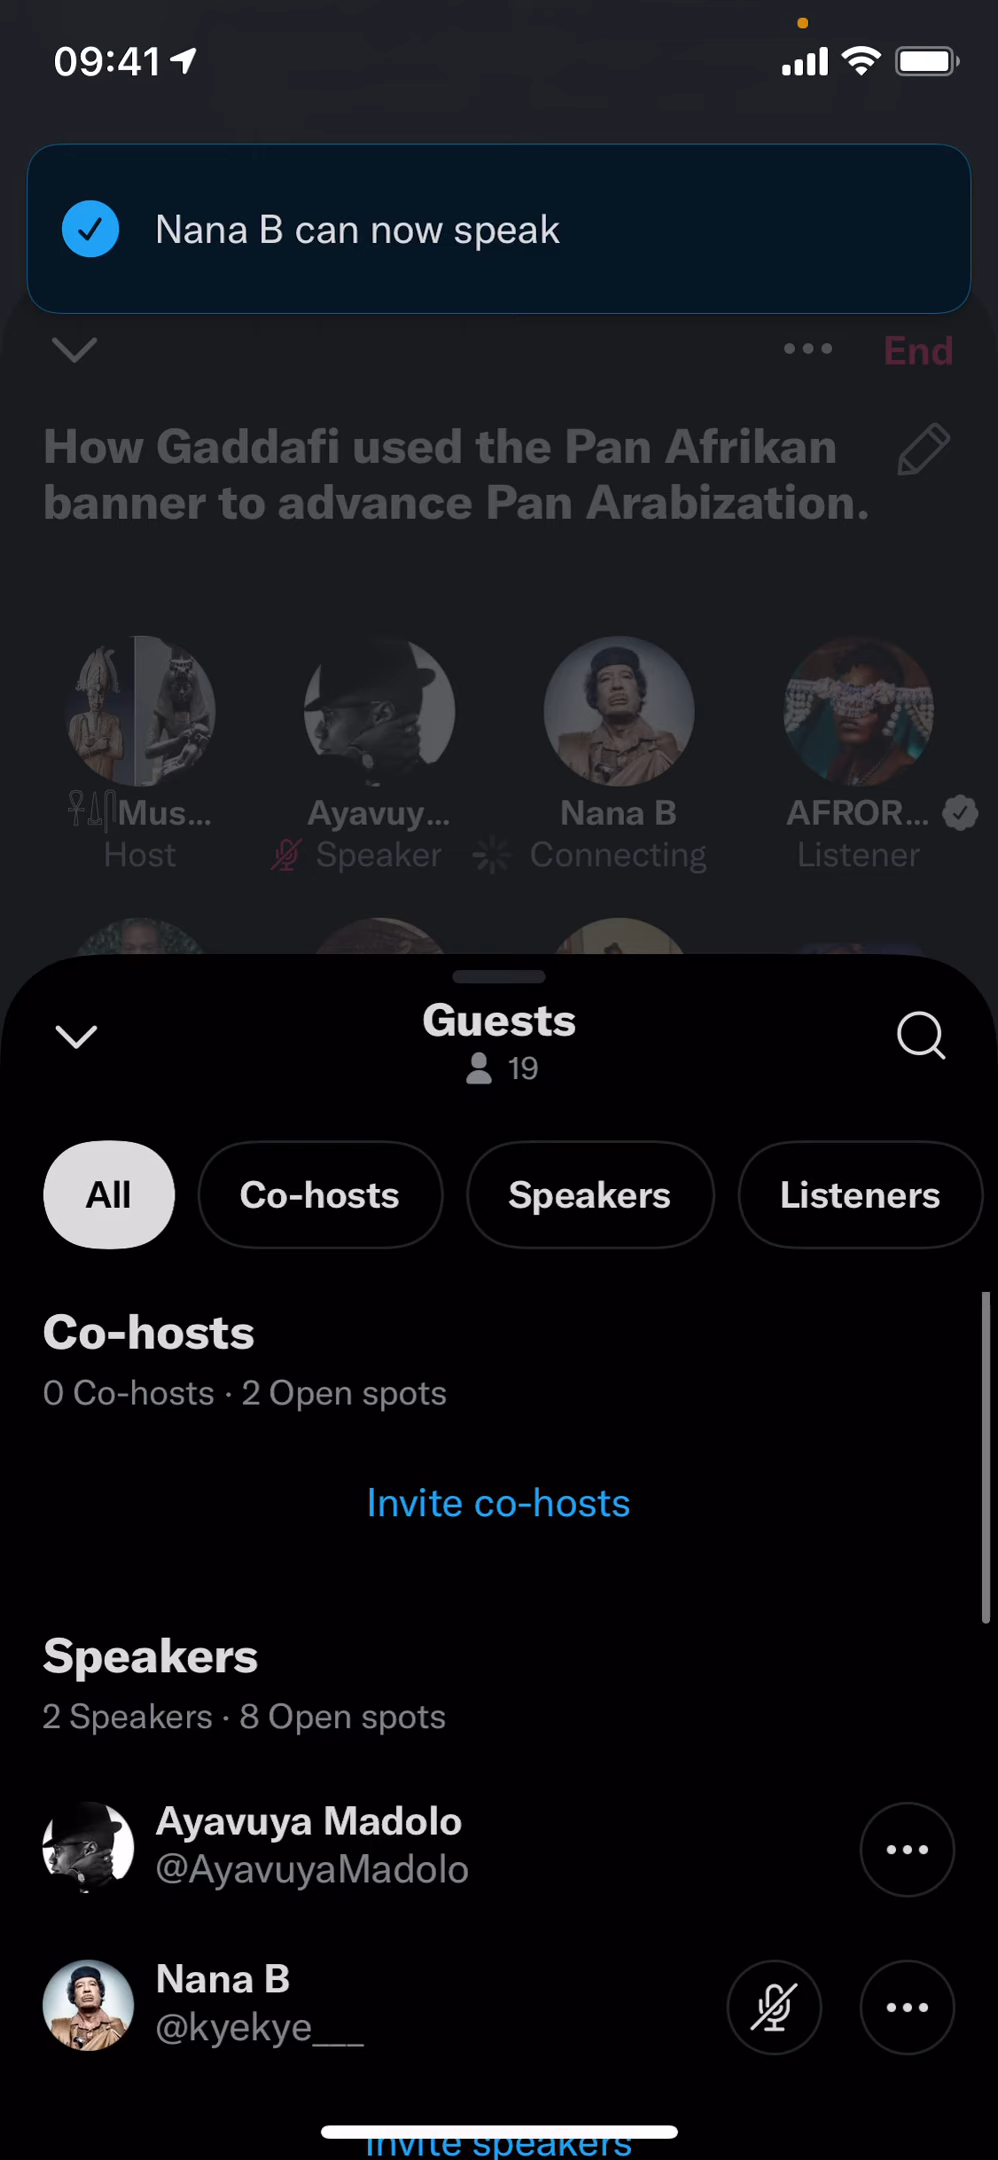 09:41
Nana B can now speak
End
How Gaddafi used the Pan Afrikan
banner to advance Pan Arabization.
Mus... Ayavuy... Nana B AFROR...
Host Speaker Connecting Listener
Guests
19
All Co-hosts Speakers Listeners
Co-hosts
0 Co-hosts · 2 Open spots
Invite co-hosts
Speakers
2 Speakers · 8 Open spots
Ayavuya Madolo
@AyavuyaMadolo
Nana B
@kyekye___
Invite speakers